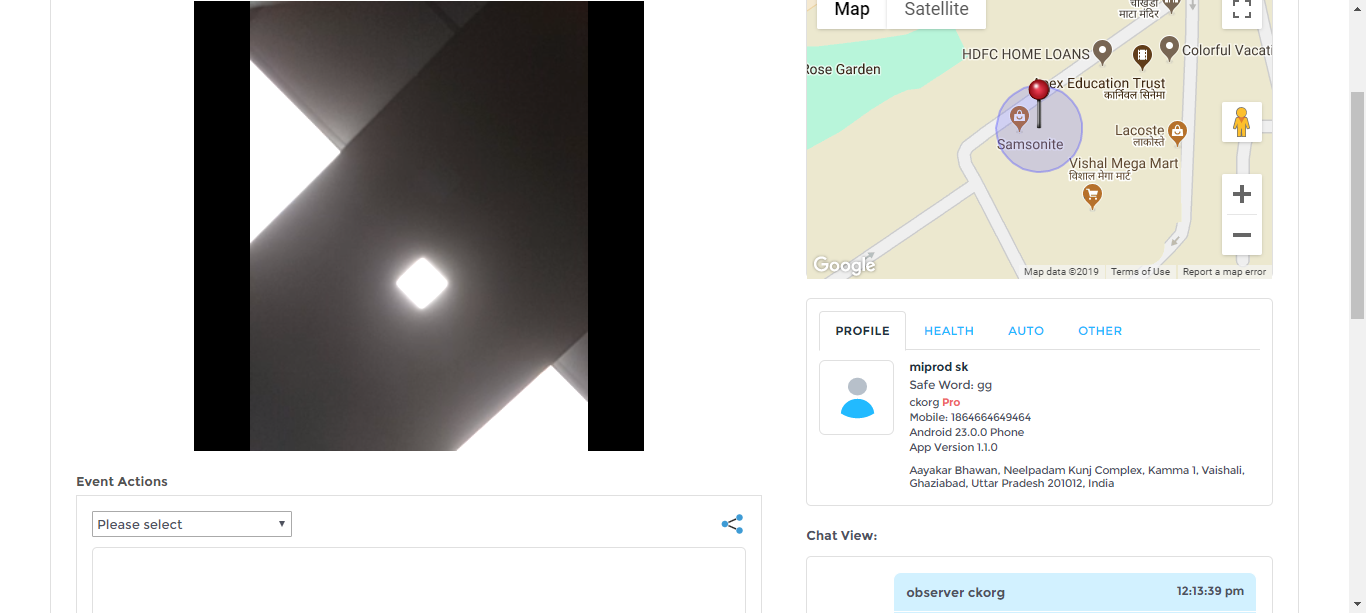 Map
Satellite
चाखंडा
माटा मंदिर
HDFC HOME LOANS
Colorful Vacati
Rose Garden
ex Education Trust
कार्निवल सिनेमा
Lacoste
लाकोस्ते
Samsonite
Vishal Mega Mart
विशाल मेगा मार्ट
Google
Map data ©2019
Terms of Use
Report a map error
PROFILE
HEALTH
AUTO
OTHER
miprod sk
Safe Word: gg
ckorg Pro
Mobile: 1864664649464
Android 23.0.0 Phone
App Version 1.1.0
Aayakar Bhawan, Neelpadam Kunj Complex, Kamma 1, Vaishali,
Ghaziabad, Uttar Pradesh 201012, India
Event Actions
Please select
Chat View:
observer ckorg
12:13:39 pm